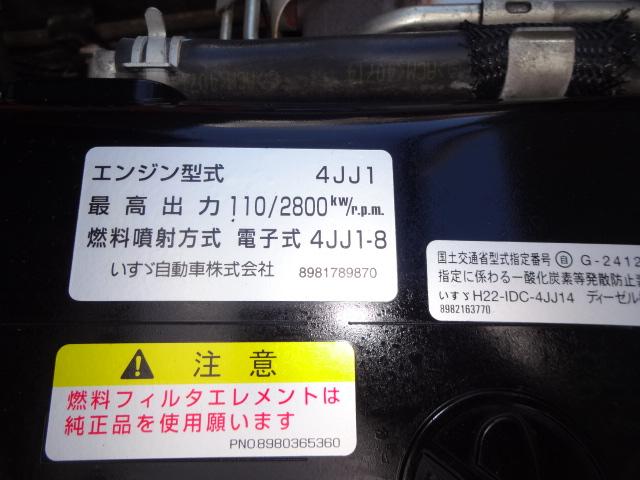 エンジン型式 4JJ1
最高出力 110/2800kW/r.p.m.
燃料噴射方式 電子式 4JJ1-8
いすゞ自動車株式会社 8981789870
国土交通省型式指定番号 自 G-2412
指定に係わる一酸化炭素等発散防止
いすゞH22-IDC-4JJ14 ディーゼル
8982163770
注意
燃料フィルタエレメントは
純正品を使用願います
PNO8980365360